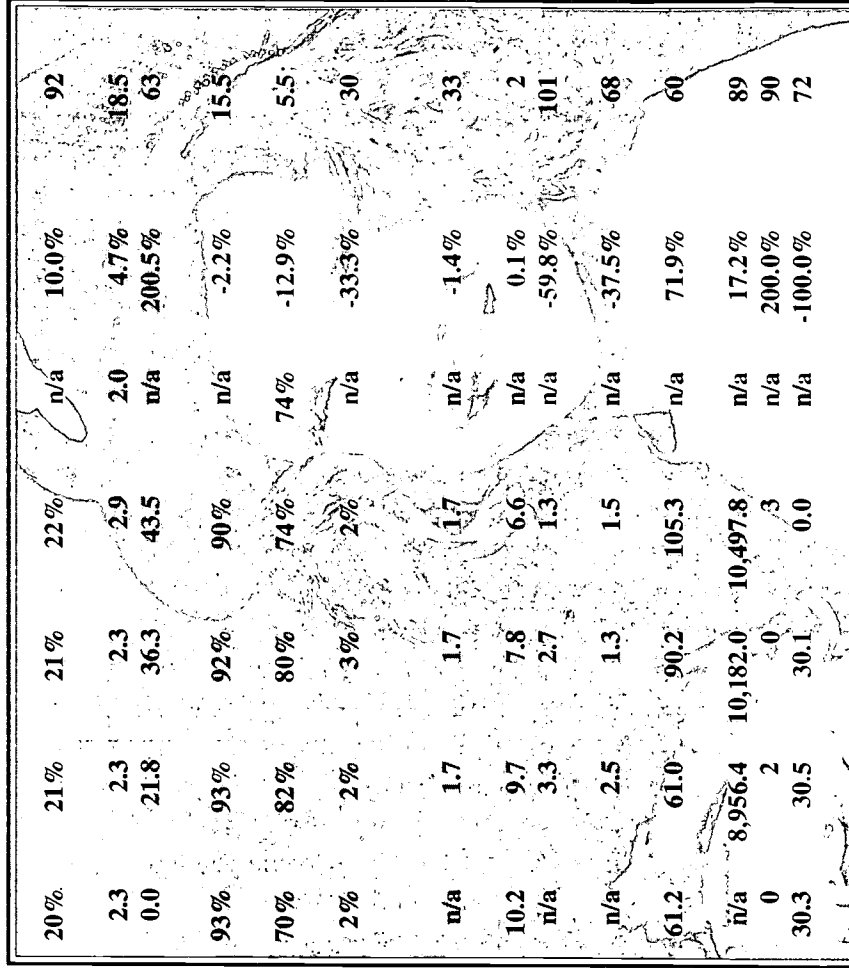 20% 21% 21% 22% n/a 10.0% 92
2.3 2.3 2.3 2.9 2.0 4.7% 18.5
0.0 21.8 36.3 43.5 n/a 200.5% 63
93% 93% 92% 90% n/a -2.2% 15.5
70% 82% 80% 74% 74% -12.9% 5.5
2% 2% 3% 2% n/a -33.3% 30
n/a 1.7 1.7 1.7 n/a -1.4% 33
10.2 9.7 7.8 6.6 n/a 0.1% 2
n/a 3.3 2.7 1.3 n/a -59.8% 101
n/a 2.5 1.3 1.5 n/a -37.5% 68
61.2 61.0 90.2 105.3 n/a 71.9% 60
n/a 8,956.4 10,182.0 10,497.8 n/a 17.2% 89
0 2 0 3 n/a 200.0% 90
30.3 30.5 30.1 0.0 n/a -100.0% 72